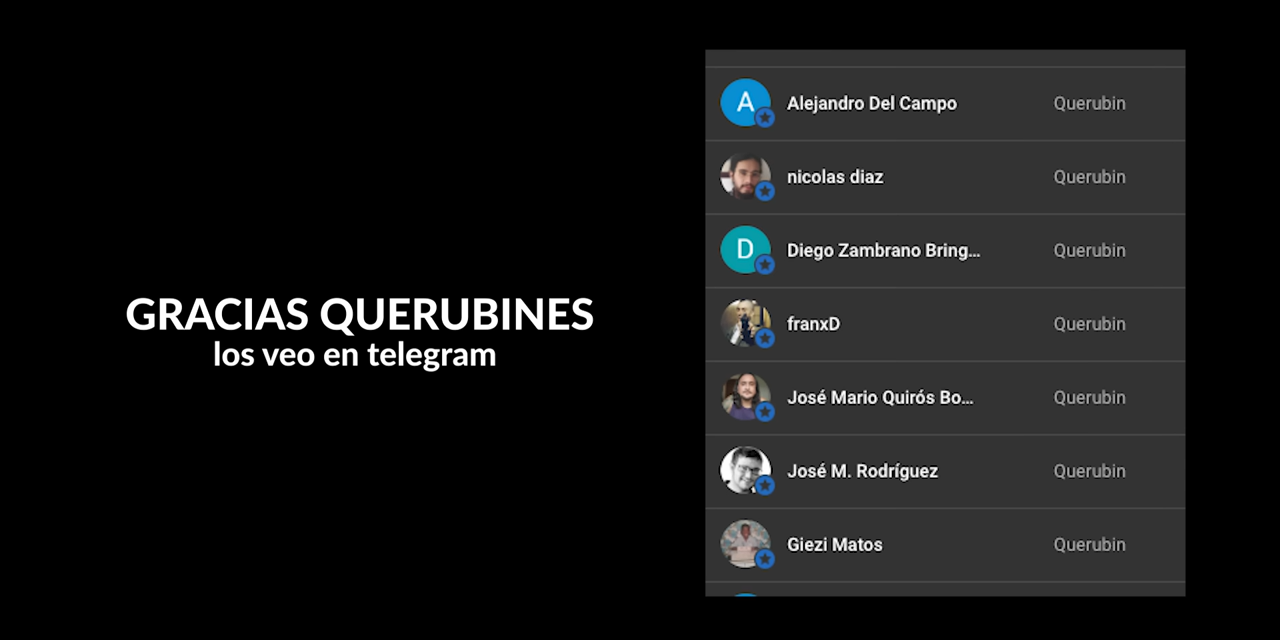 GRACIAS QUERUBINES
los veo en telegram
A Alejandro Del Campo Querubin
nicolas diaz Querubin
D Diego Zambrano Bring... Querubin
franxD Querubin
José Mario Quirós Bo... Querubin
José M. Rodríguez Querubin
Giezi Matos Querubin